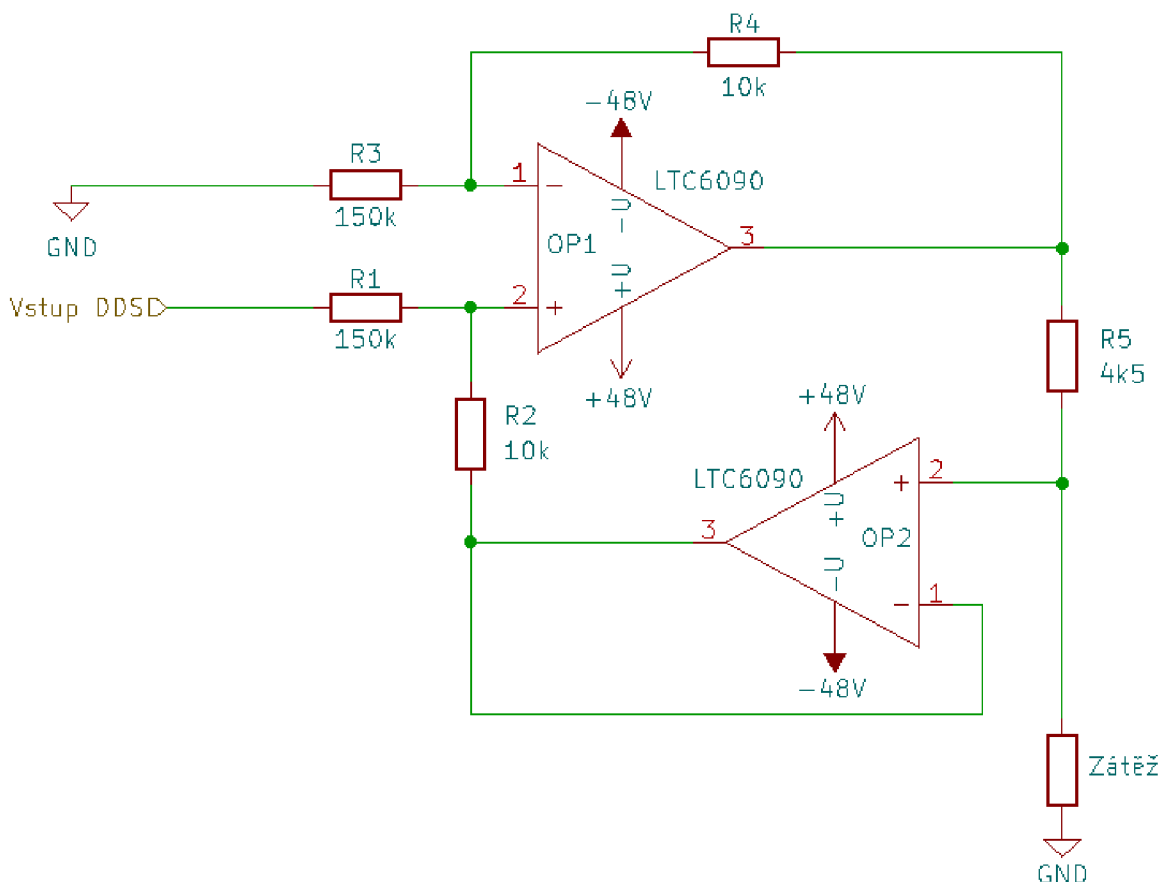 R4
10k
−48V
R3
1
−
LTC6090
150k
−U
OP1
3
GND
R1
+U
Vstup DDS
2
+
150k
R5
4k5
+48V
+48V
R2
10k
LTC6090
+
2
+U
3
OP2
−U
−
1
−48V
Zátěž
GND